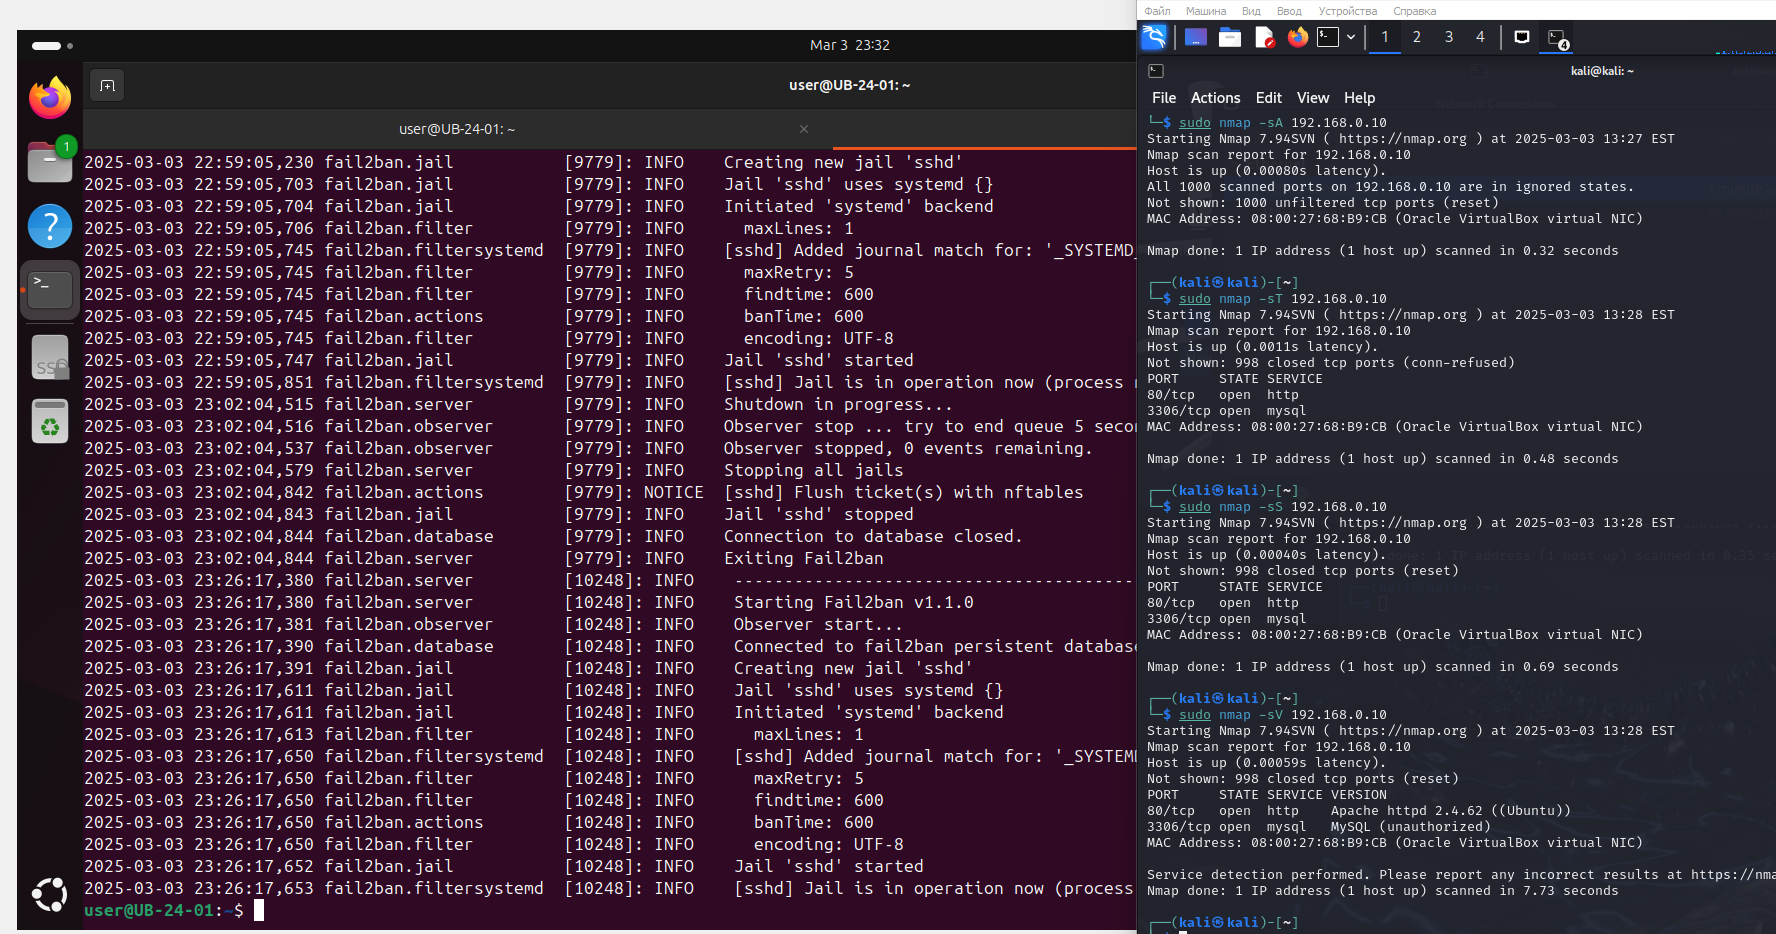 Mar 3 23:32
user@UB-24-01: ~
user@UB-24-01: ~
1
?
>_
SSD
2025-03-03 22:59:05,230 fail2ban.jail [9779]: INFO Creating new jail 'sshd'
2025-03-03 22:59:05,703 fail2ban.jail [9779]: INFO Jail 'sshd' uses systemd {}
2025-03-03 22:59:05,704 fail2ban.jail [9779]: INFO Initiated 'systemd' backend
2025-03-03 22:59:05,706 fail2ban.filter [9779]: INFO maxLines: 1
2025-03-03 22:59:05,745 fail2ban.filtersystemd [9779]: INFO [sshd] Added journal match for: '_SYSTEMD_
2025-03-03 22:59:05,745 fail2ban.filter [9779]: INFO maxRetry: 5
2025-03-03 22:59:05,745 fail2ban.filter [9779]: INFO findtime: 600
2025-03-03 22:59:05,745 fail2ban.actions [9779]: INFO banTime: 600
2025-03-03 22:59:05,745 fail2ban.filter [9779]: INFO encoding: UTF-8
2025-03-03 22:59:05,747 fail2ban.jail [9779]: INFO Jail 'sshd' started
2025-03-03 22:59:05,851 fail2ban.filtersystemd [9779]: INFO [sshd] Jail is in operation now (process
2025-03-03 23:02:04,515 fail2ban.server [9779]: INFO Shutdown in progress...
2025-03-03 23:02:04,516 fail2ban.observer [9779]: INFO Observer stop ... try to end queue 5 secon
2025-03-03 23:02:04,537 fail2ban.observer [9779]: INFO Observer stopped, 0 events remaining.
2025-03-03 23:02:04,579 fail2ban.server [9779]: INFO Stopping all jails
2025-03-03 23:02:04,842 fail2ban.actions [9779]: NOTICE [sshd] Flush ticket(s) with nftables
2025-03-03 23:02:04,843 fail2ban.jail [9779]: INFO Jail 'sshd' stopped
2025-03-03 23:02:04,844 fail2ban.database [9779]: INFO Connection to database closed.
2025-03-03 23:02:04,844 fail2ban.server [9779]: INFO Exiting Fail2ban
2025-03-03 23:26:17,380 fail2ban.server [10248]: INFO ----------------------------------------
2025-03-03 23:26:17,380 fail2ban.server [10248]: INFO Starting Fail2ban v1.1.0
2025-03-03 23:26:17,381 fail2ban.observer [10248]: INFO Observer start...
2025-03-03 23:26:17,390 fail2ban.database [10248]: INFO Connected to fail2ban persistent database
2025-03-03 23:26:17,391 fail2ban.jail [10248]: INFO Creating new jail 'sshd'
2025-03-03 23:26:17,611 fail2ban.jail [10248]: INFO Jail 'sshd' uses systemd {}
2025-03-03 23:26:17,611 fail2ban.jail [10248]: INFO Initiated 'systemd' backend
2025-03-03 23:26:17,613 fail2ban.filter [10248]: INFO maxLines: 1
2025-03-03 23:26:17,650 fail2ban.filtersystemd [10248]: INFO [sshd] Added journal match for: '_SYSTEMD
2025-03-03 23:26:17,650 fail2ban.filter [10248]: INFO maxRetry: 5
2025-03-03 23:26:17,650 fail2ban.filter [10248]: INFO findtime: 600
2025-03-03 23:26:17,650 fail2ban.actions [10248]: INFO banTime: 600
2025-03-03 23:26:17,650 fail2ban.filter [10248]: INFO encoding: UTF-8
2025-03-03 23:26:17,652 fail2ban.jail [10248]: INFO Jail 'sshd' started
2025-03-03 23:26:17,653 fail2ban.filtersystemd [10248]: INFO [sshd] Jail is in operation now (process
user@UB-24-01:~$
Файл Машина Вид Ввод Устройства Справка
1 2 3 4 4
kali@kali: ~
File Actions Edit View Help
└─$ sudo nmap -sA 192.168.0.10
Starting Nmap 7.94SVN ( https://nmap.org ) at 2025-03-03 13:27 EST
Nmap scan report for 192.168.0.10
Host is up (0.00080s latency).
All 1000 scanned ports on 192.168.0.10 are in ignored states.
Not shown: 1000 unfiltered tcp ports (reset)
MAC Address: 08:00:27:68:B9:CB (Oracle VirtualBox virtual NIC)
Nmap done: 1 IP address (1 host up) scanned in 0.32 seconds
┌──(kali㉿kali)-[~]
└─$ sudo nmap -sT 192.168.0.10
Starting Nmap 7.94SVN ( https://nmap.org ) at 2025-03-03 13:28 EST
Nmap scan report for 192.168.0.10
Host is up (0.0011s latency).
Not shown: 998 closed tcp ports (conn-refused)
PORT STATE SERVICE
80/tcp open http
3306/tcp open mysql
MAC Address: 08:00:27:68:B9:CB (Oracle VirtualBox virtual NIC)
Nmap done: 1 IP address (1 host up) scanned in 0.48 seconds
┌──(kali㉿kali)-[~]
└─$ sudo nmap -sS 192.168.0.10
Starting Nmap 7.94SVN ( https://nmap.org ) at 2025-03-03 13:28 EST
Nmap scan report for 192.168.0.10
Host is up (0.00040s latency).
Not shown: 998 closed tcp ports (reset)
PORT STATE SERVICE
80/tcp open http
3306/tcp open mysql
MAC Address: 08:00:27:68:B9:CB (Oracle VirtualBox virtual NIC)
Nmap done: 1 IP address (1 host up) scanned in 0.69 seconds
┌──(kali㉿kali)-[~]
└─$ sudo nmap -sV 192.168.0.10
Starting Nmap 7.94SVN ( https://nmap.org ) at 2025-03-03 13:28 EST
Nmap scan report for 192.168.0.10
Host is up (0.00059s latency).
Not shown: 998 closed tcp ports (reset)
PORT STATE SERVICE VERSION
80/tcp open http Apache httpd 2.4.62 ((Ubuntu))
3306/tcp open mysql MySQL (unauthorized)
MAC Address: 08:00:27:68:B9:CB (Oracle VirtualBox virtual NIC)
Service detection performed. Please report any incorrect results at https://nma
Nmap done: 1 IP address (1 host up) scanned in 7.73 seconds
┌──(kali㉿kali)-[~]